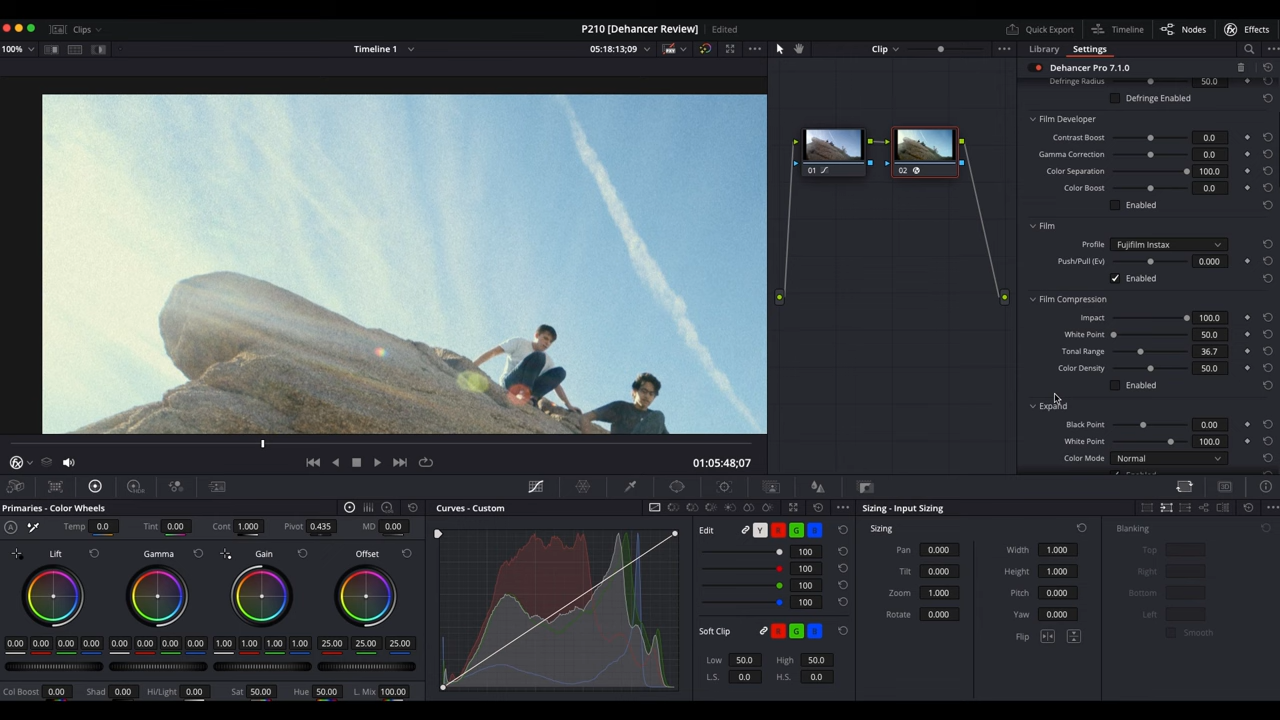 Clips
P210 [Dehancer Review] Edited
Quick Export
Timeline
Nodes
Effects
100%
Timeline 1
05:18:13;09
Clip
Library
Settings
Dehancer Pro 7.1.0
Defringe Radius 50.0
Defringe Enabled
Film Developer
Contrast Boost 0.0
Gamma Correction 0.0
Color Separation 100.0
Color Boost 0.0
Enabled
Film
Profile Fujifilm Instax
Push/Pull (Ev) 0.000
Enabled
Film Compression
Impact 100.0
White Point 50.0
Tonal Range 36.7
Color Density 50.0
Enabled
Expand
Black Point 0.00
White Point 100.0
Color Mode Normal
01
02
01:05:48;07
Primaries - Color Wheels
A Temp 0.0 Tint 0.00 Cont 1.000 Pivot 0.435 MD 0.00
Lift Gamma Gain Offset
0.00 0.00 0.00 0.00 0.00 0.00 0.00 0.00 1.00 1.00 1.00 1.00 25.00 25.00 25.00
Col Boost 0.00 Shad 0.00 Hi/Light 0.00 Sat 50.00 Hue 50.00 L. Mix 100.00
Curves - Custom
Edit Y R G B
100
100
100
100
Soft Clip R G B
Low 50.0 High 50.0
L.S. 0.0 H.S. 0.0
Sizing - Input Sizing
Sizing
Pan 0.000 Width 1.000
Tilt 0.000 Height 1.000
Zoom 1.000 Pitch 0.000
Rotate 0.000 Yaw 0.000
Flip
Blanking
Top
Right
Bottom
Left
Smooth